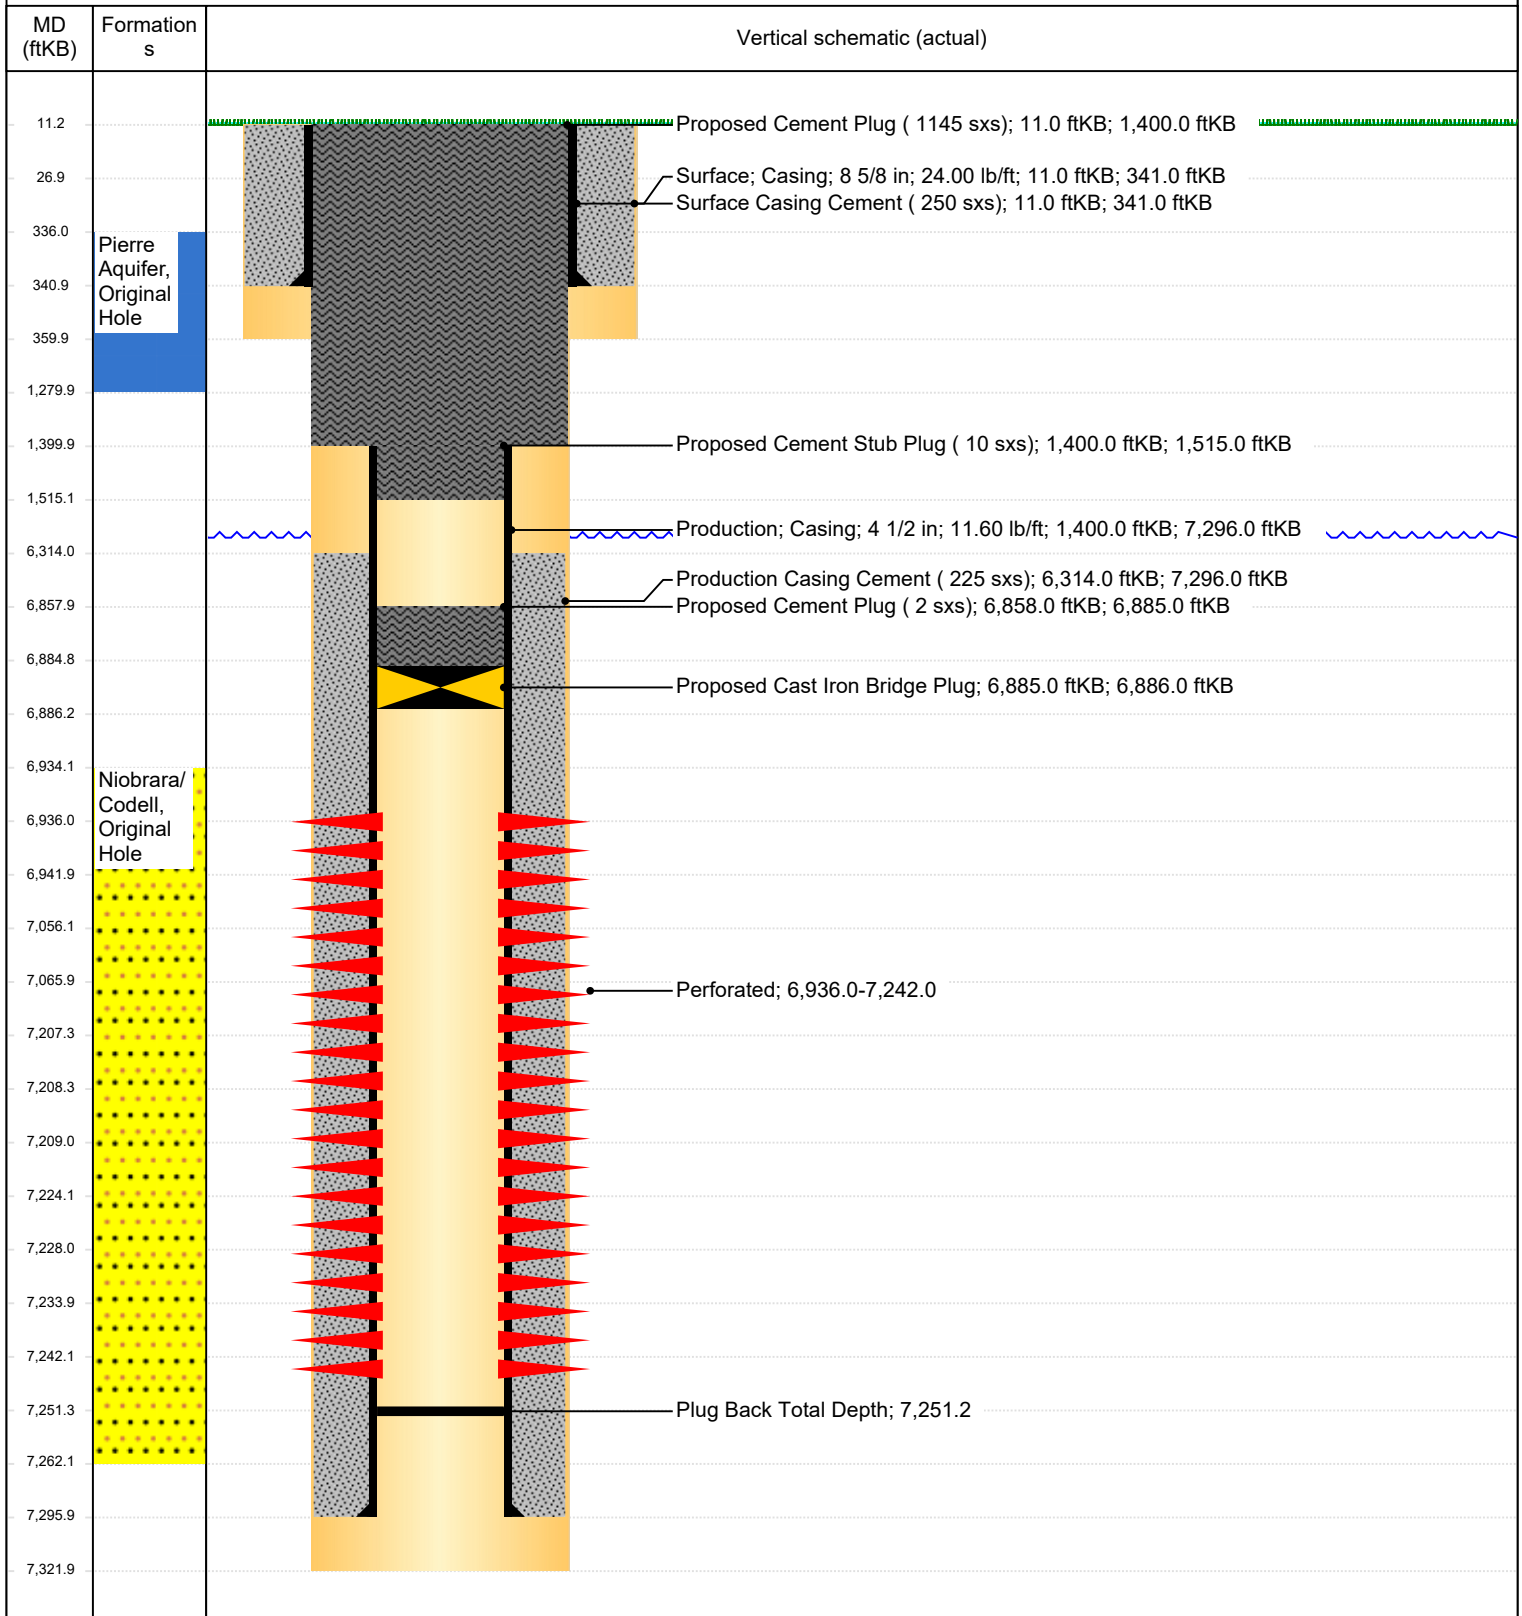 MD
(ftKB)
Formation
s
Vertical schematic (actual)
11.2
26.9
336.0
340.9
359.9
1,279.9
1,399.9
1,515.1
6,314.0
6,857.9
6,884.8
6,886.2
6,934.1
6,936.0
6,941.9
7,056.1
7,065.9
7,207.3
7,208.3
7,209.0
7,224.1
7,228.0
7,233.9
7,242.1
7,251.3
7,262.1
7,295.9
7,321.9
Pierre
Aquifer,
Original
Hole
Niobrara/
Codell,
Original
Hole
Proposed Cement Plug ( 1145 sxs); 11.0 ftKB; 1,400.0 ftKB
Surface; Casing; 8 5/8 in; 24.00 lb/ft; 11.0 ftKB; 341.0 ftKB
Surface Casing Cement ( 250 sxs); 11.0 ftKB; 341.0 ftKB
Proposed Cement Stub Plug ( 10 sxs); 1,400.0 ftKB; 1,515.0 ftKB
Production; Casing; 4 1/2 in; 11.60 lb/ft; 1,400.0 ftKB; 7,296.0 ftKB
Production Casing Cement ( 225 sxs); 6,314.0 ftKB; 7,296.0 ftKB
Proposed Cement Plug ( 2 sxs); 6,858.0 ftKB; 6,885.0 ftKB
Proposed Cast Iron Bridge Plug; 6,885.0 ftKB; 6,886.0 ftKB
Perforated; 6,936.0-7,242.0
Plug Back Total Depth; 7,251.2